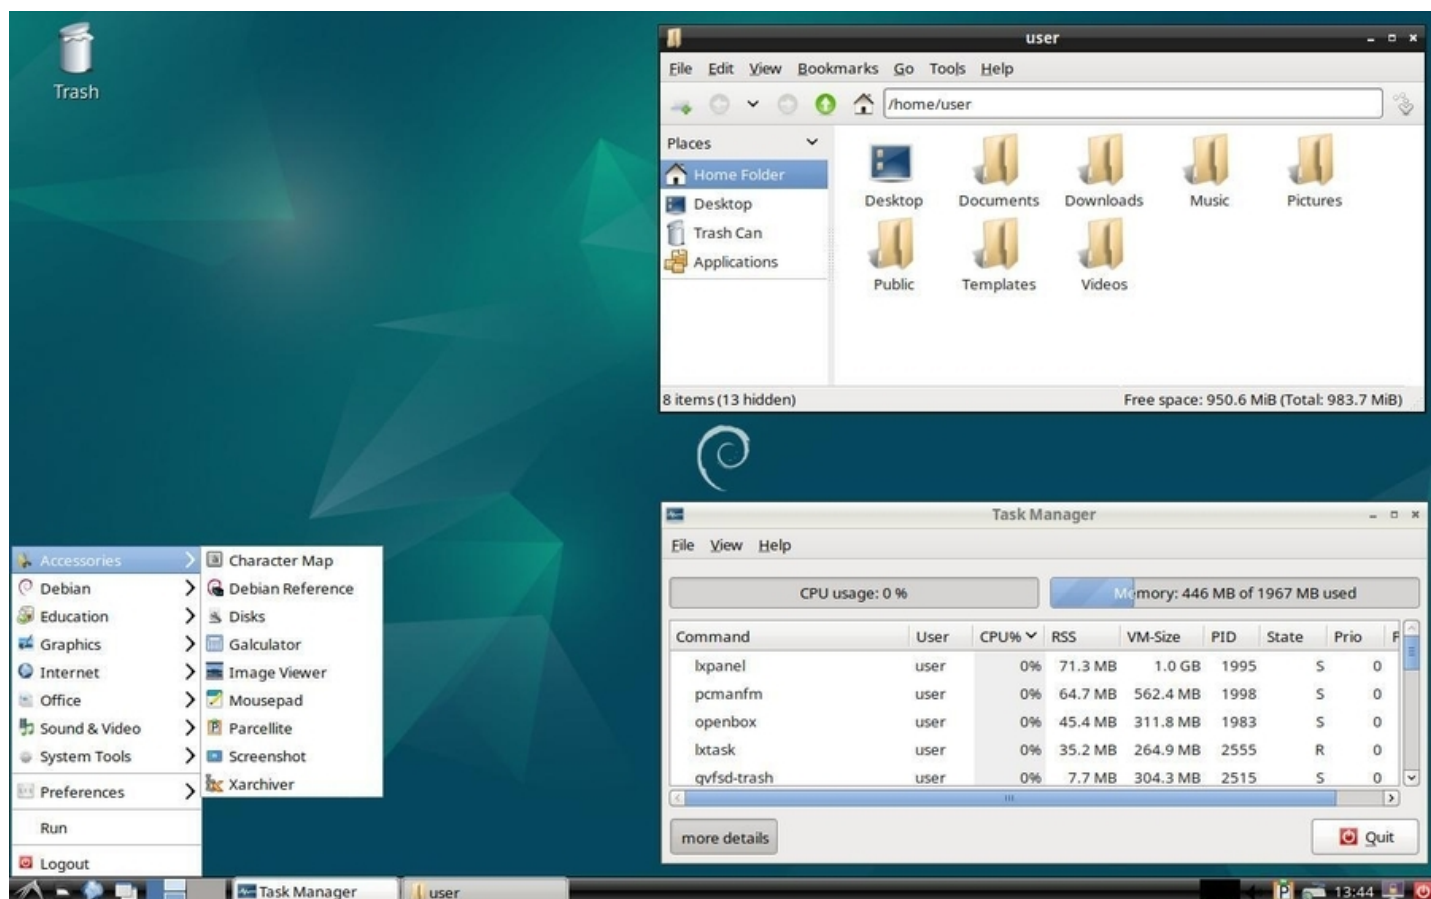 Trash
user
File Edit View Bookmarks Go Tools Help
/home/user
Places
Home Folder
Desktop
Trash Can
Applications
Desktop Documents Downloads Music Pictures
Public Templates Videos
8 items (13 hidden) Free space: 950.6 MiB (Total: 983.7 MiB)
Task Manager
File View Help
CPU usage: 0 % Memory: 446 MB of 1967 MB used
Command User CPU% RSS VM-Size PID State Prio F
lxpanel user 0% 71.3 MB 1.0 GB 1995 S 0
pcmanfm user 0% 64.7 MB 562.4 MB 1998 S 0
openbox user 0% 45.4 MB 311.8 MB 1983 S 0
lxtask user 0% 35.2 MB 264.9 MB 2555 R 0
gvfsd-trash user 0% 7.7 MB 304.3 MB 2515 S 0
more details Quit
Accessories
Debian
Education
Graphics
Internet
Office
Sound & Video
System Tools
Preferences
Run
Logout
Character Map
Debian Reference
Disks
Galculator
Image Viewer
Mousepad
Parcellite
Screenshot
Xarchiver
Task Manager user 13:44